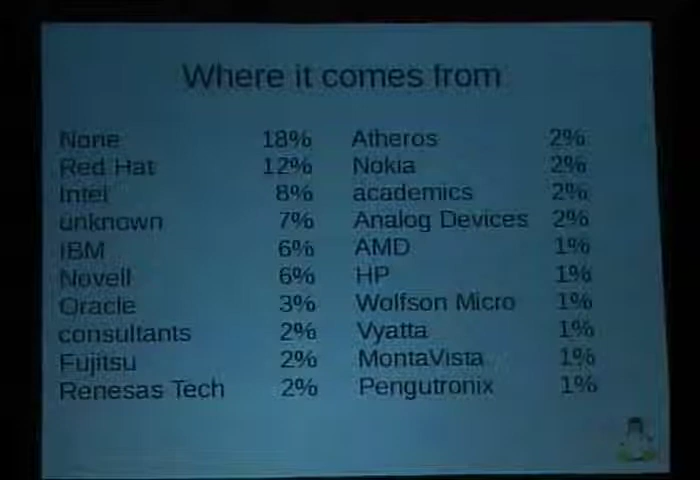 Where it comes from
None 18%
Red Hat 12%
Intel 8%
unknown 7%
IBM 6%
Novell 6%
Oracle 3%
consultants 2%
Fujitsu 2%
Renesas Tech 2%
Atheros 2%
Nokia 2%
academics 2%
Analog Devices 2%
AMD 1%
HP 1%
Wolfson Micro 1%
Vyatta 1%
MontaVista 1%
Pengutronix 1%